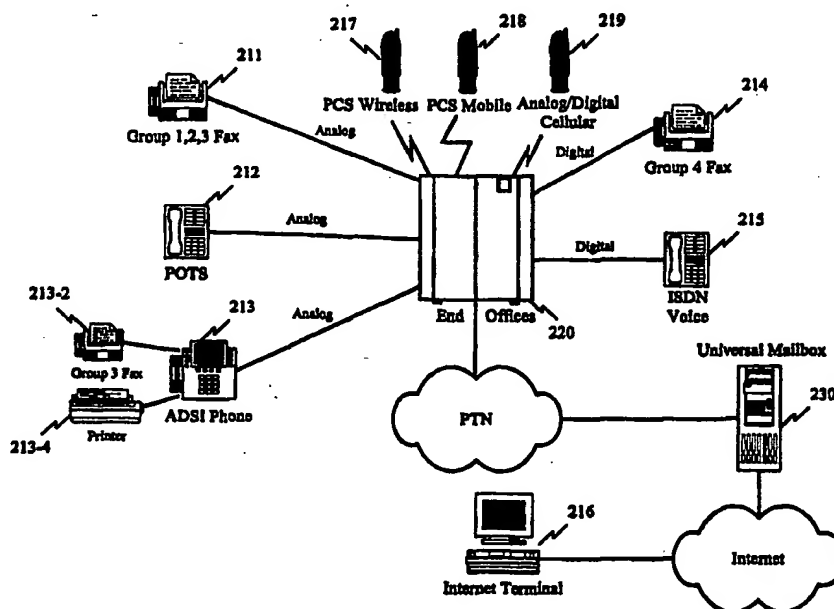 217
218
219
211
214
PCS Wireless
PCS Mobile
Analog/Digital
Cellular
Group 1,2,3 Fax
Analog
Digital
Group 4 Fax
212
Analog
215
POTS
Digital
ISDN
Voice
213-2
213
Analog
End Offices
220
Group 3 Fax
ADSI Phone
Printer
213-4
Universal Mailbox
PTN
230
216
Internet Terminal
Internet